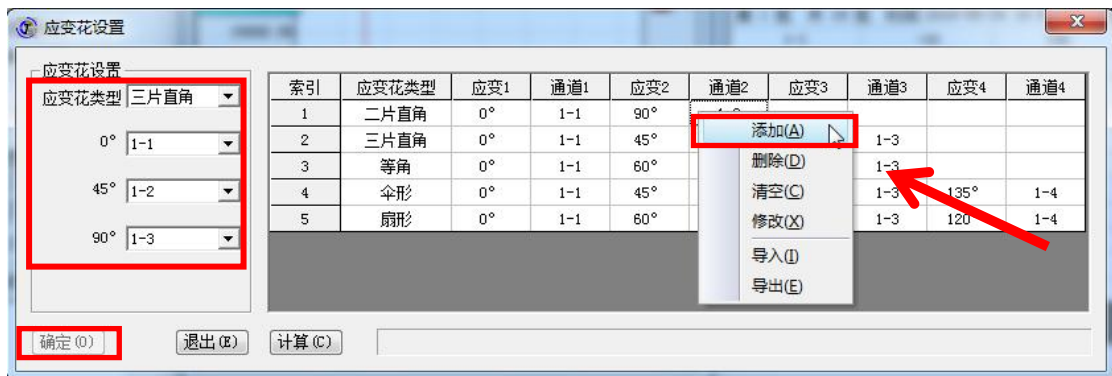 应变花设置
应变花设置
应变花类型 三片直角
0° 1-1
45° 1-2
90° 1-3
索引 应变花类型 应变1 通道1 应变2 通道2 应变3 通道3 应变4 通道4
1 二片直角 0° 1-1 90°
2 三片直角 0° 1-1 45° 1-3
3 等角 0° 1-1 60° 1-3
4 伞形 0° 1-1 45° 1-3 135° 1-4
5 扇形 0° 1-1 60° 1-3 120° 1-4
添加(A)
删除(D)
清空(C)
修改(X)
导入(I)
导出(E)
确定(O) 退出(E) 计算(C)